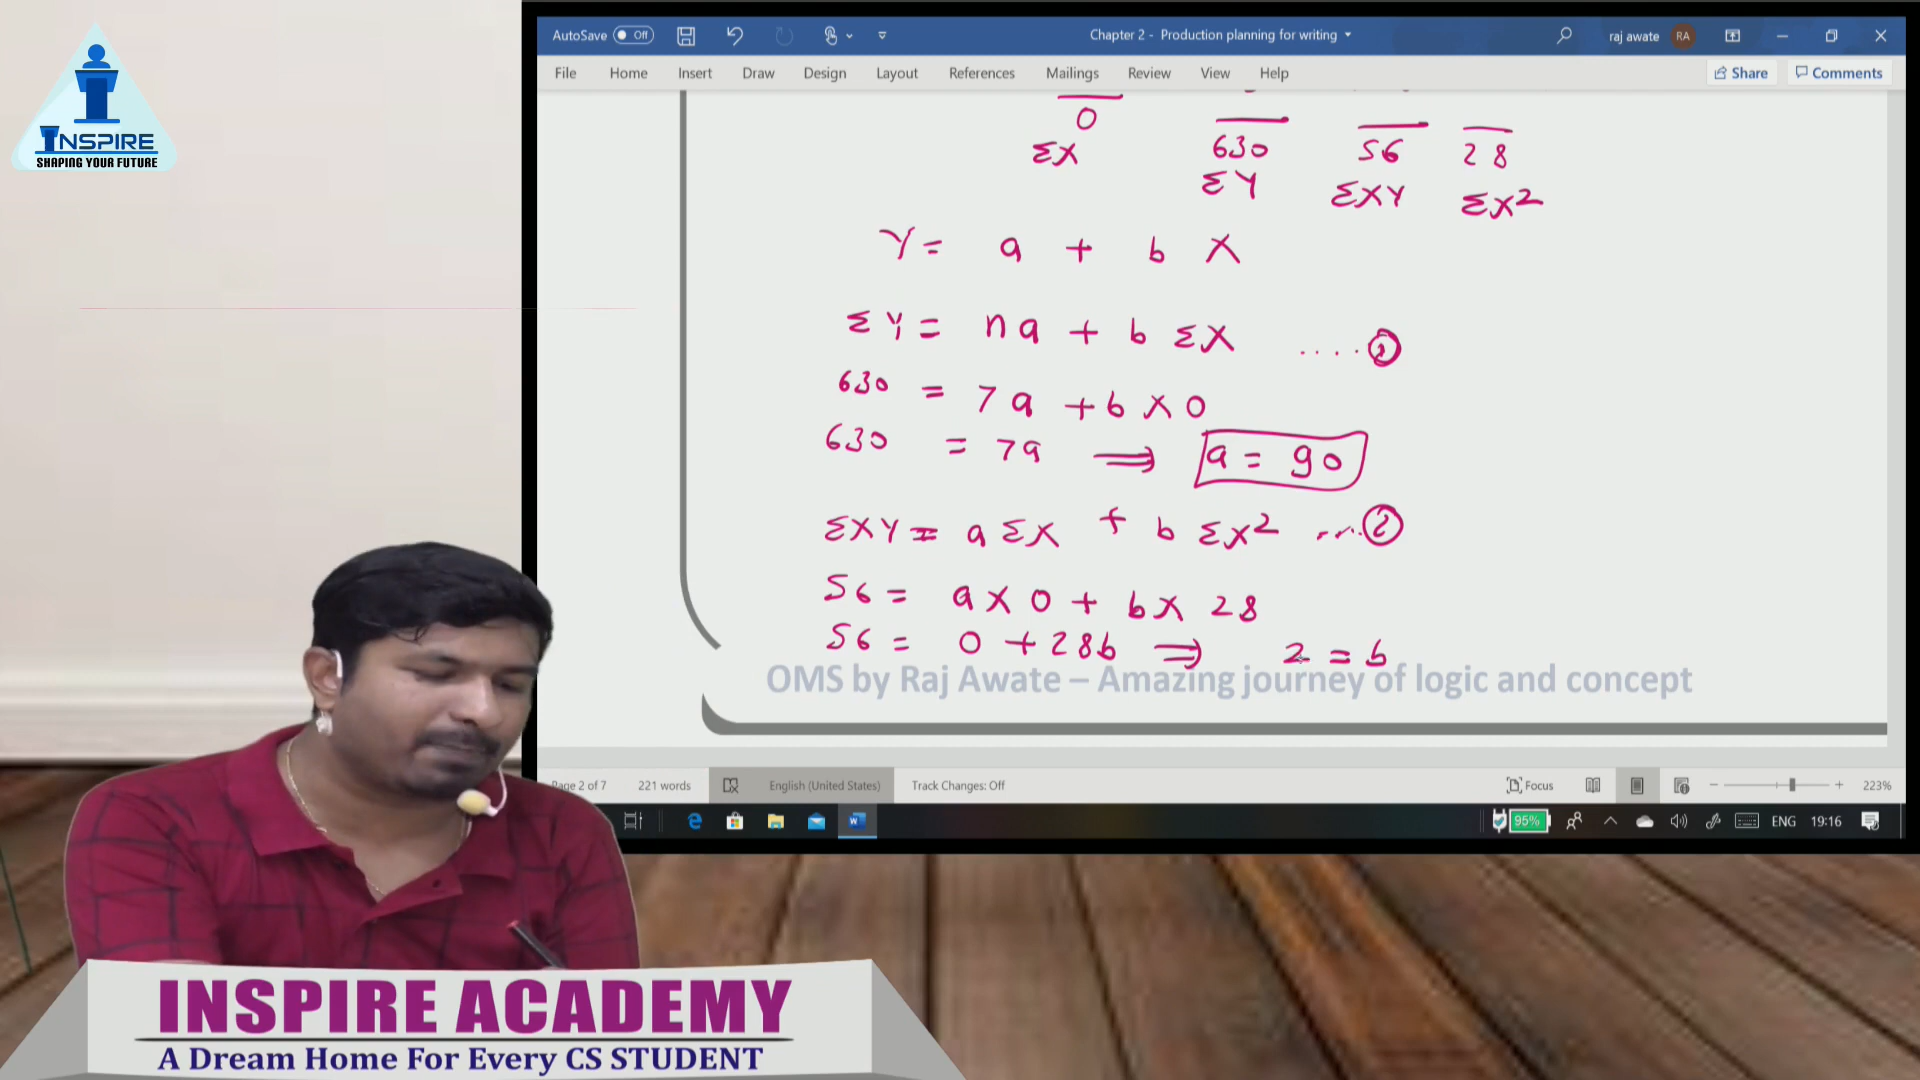 INSPIRE
SHAPING YOUR FUTURE
AutoSave Off
Chapter 2 - Production planning for writing
raj awate RA
File Home Insert Draw Design Layout References Mailings Review View Help Share Comments
0 630 56 28
ΣX ΣY ΣXY ΣX²
Y = a + b X
ΣY = na + b ΣX .... ①
630 = 7a + b X 0
630 = 7a ⟹ a = 90
ΣXY = a ΣX + b ΣX² .... ②
56 = a X 0 + b X 28
56 = 0 + 28b ⟹ 2 = b
OMS by Raj Awate – Amazing journey of logic and concept
Page 2 of 7 221 words English (United States) Track Changes: Off Focus 223%
95% ENG 19:16
INSPIRE ACADEMY
A Dream Home For Every CS STUDENT